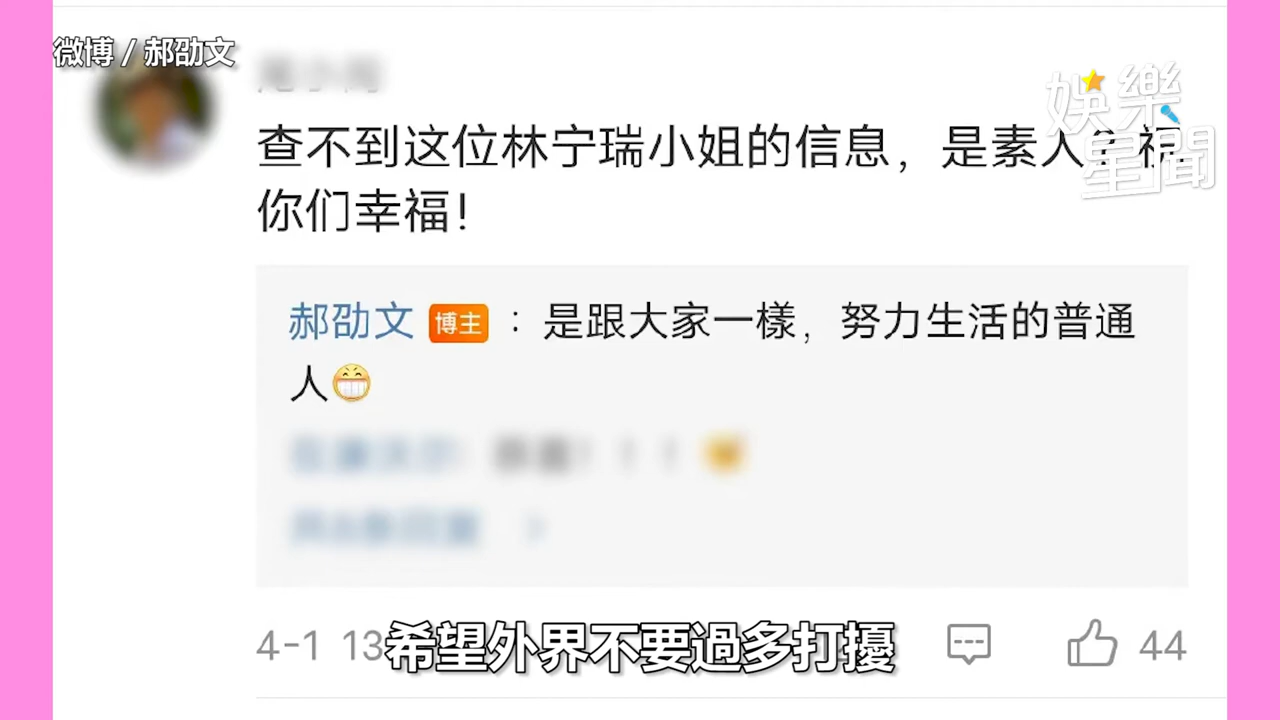 微博 / 郝劭文
娛樂
星聞
查不到这位林宁瑞小姐的信息，是素人？祝
你们幸福！
郝劭文 博主 ：是跟大家一樣，努力生活的普通
人
4-1 13
希望外界不要過多打擾
44